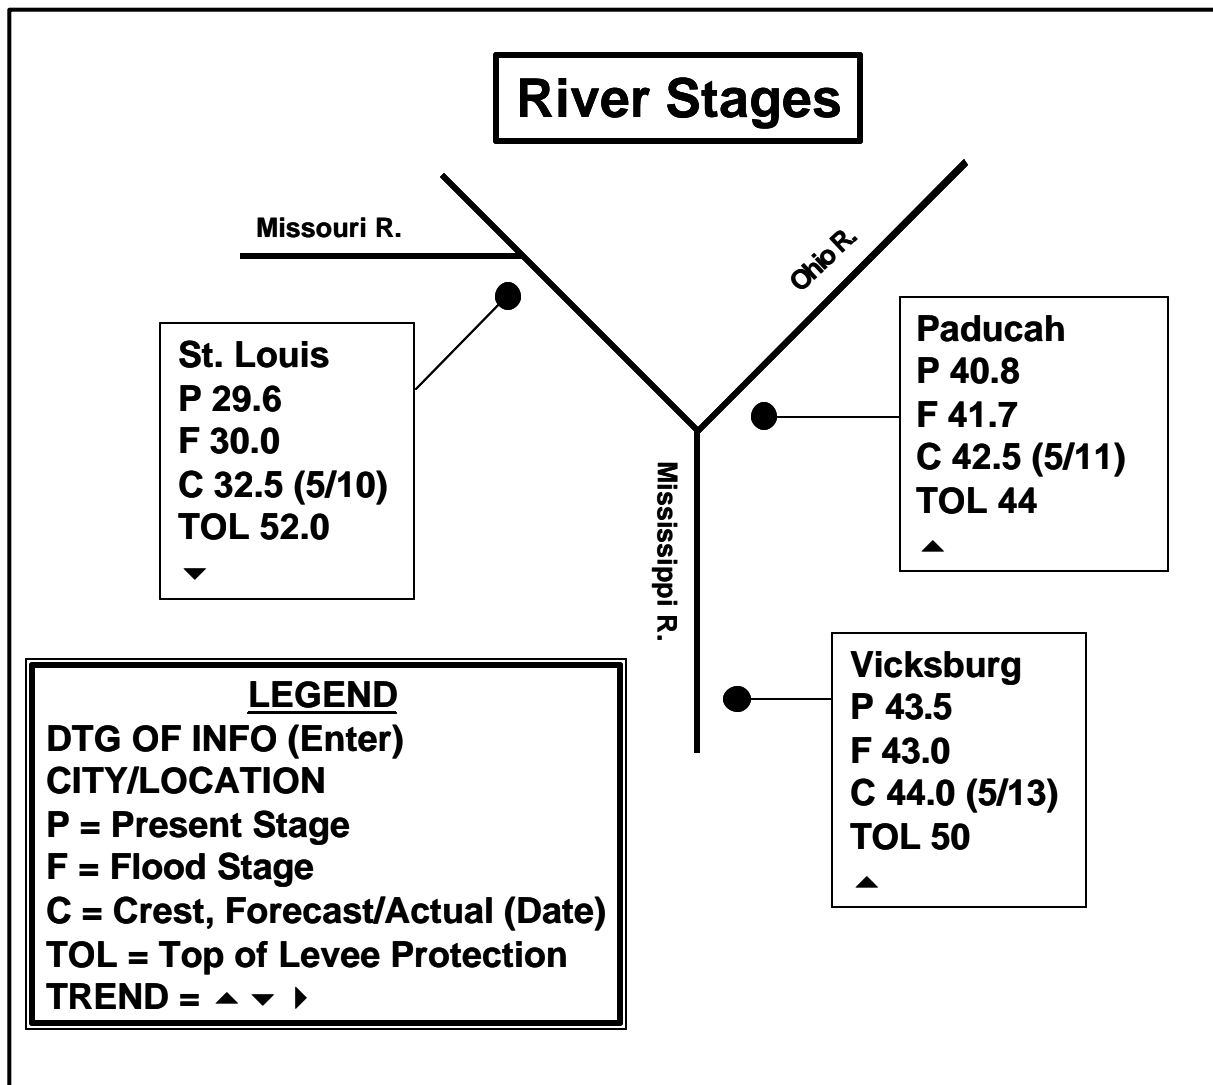 River Stages
Missouri R.
Ohio R.
Mississippi R.
St. Louis
P 29.6
F 30.0
C 32.5 (5/10)
TOL 52.0
Paducah
P 40.8
F 41.7
C 42.5 (5/11)
TOL 44
Vicksburg
P 43.5
F 43.0
C 44.0 (5/13)
TOL 50
LEGEND
DTG OF INFO (Enter)
CITY/LOCATION
P = Present Stage
F = Flood Stage
C = Crest, Forecast/Actual (Date)
TOL = Top of Levee Protection
TREND =